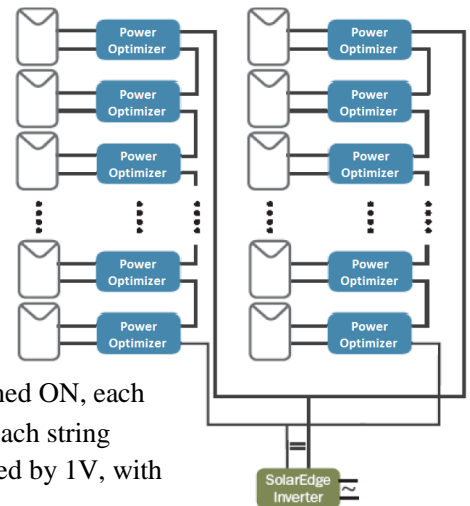 Power
Optimizer
Power
Optimizer
Power
Optimizer
Power
Optimizer
Power
Optimizer
Power
Optimizer
Power
Optimizer
Power
Optimizer
Power
Optimizer
Power
Optimizer
ON, each
ach string
ed by 1V, with
SolarEdge
Inverter